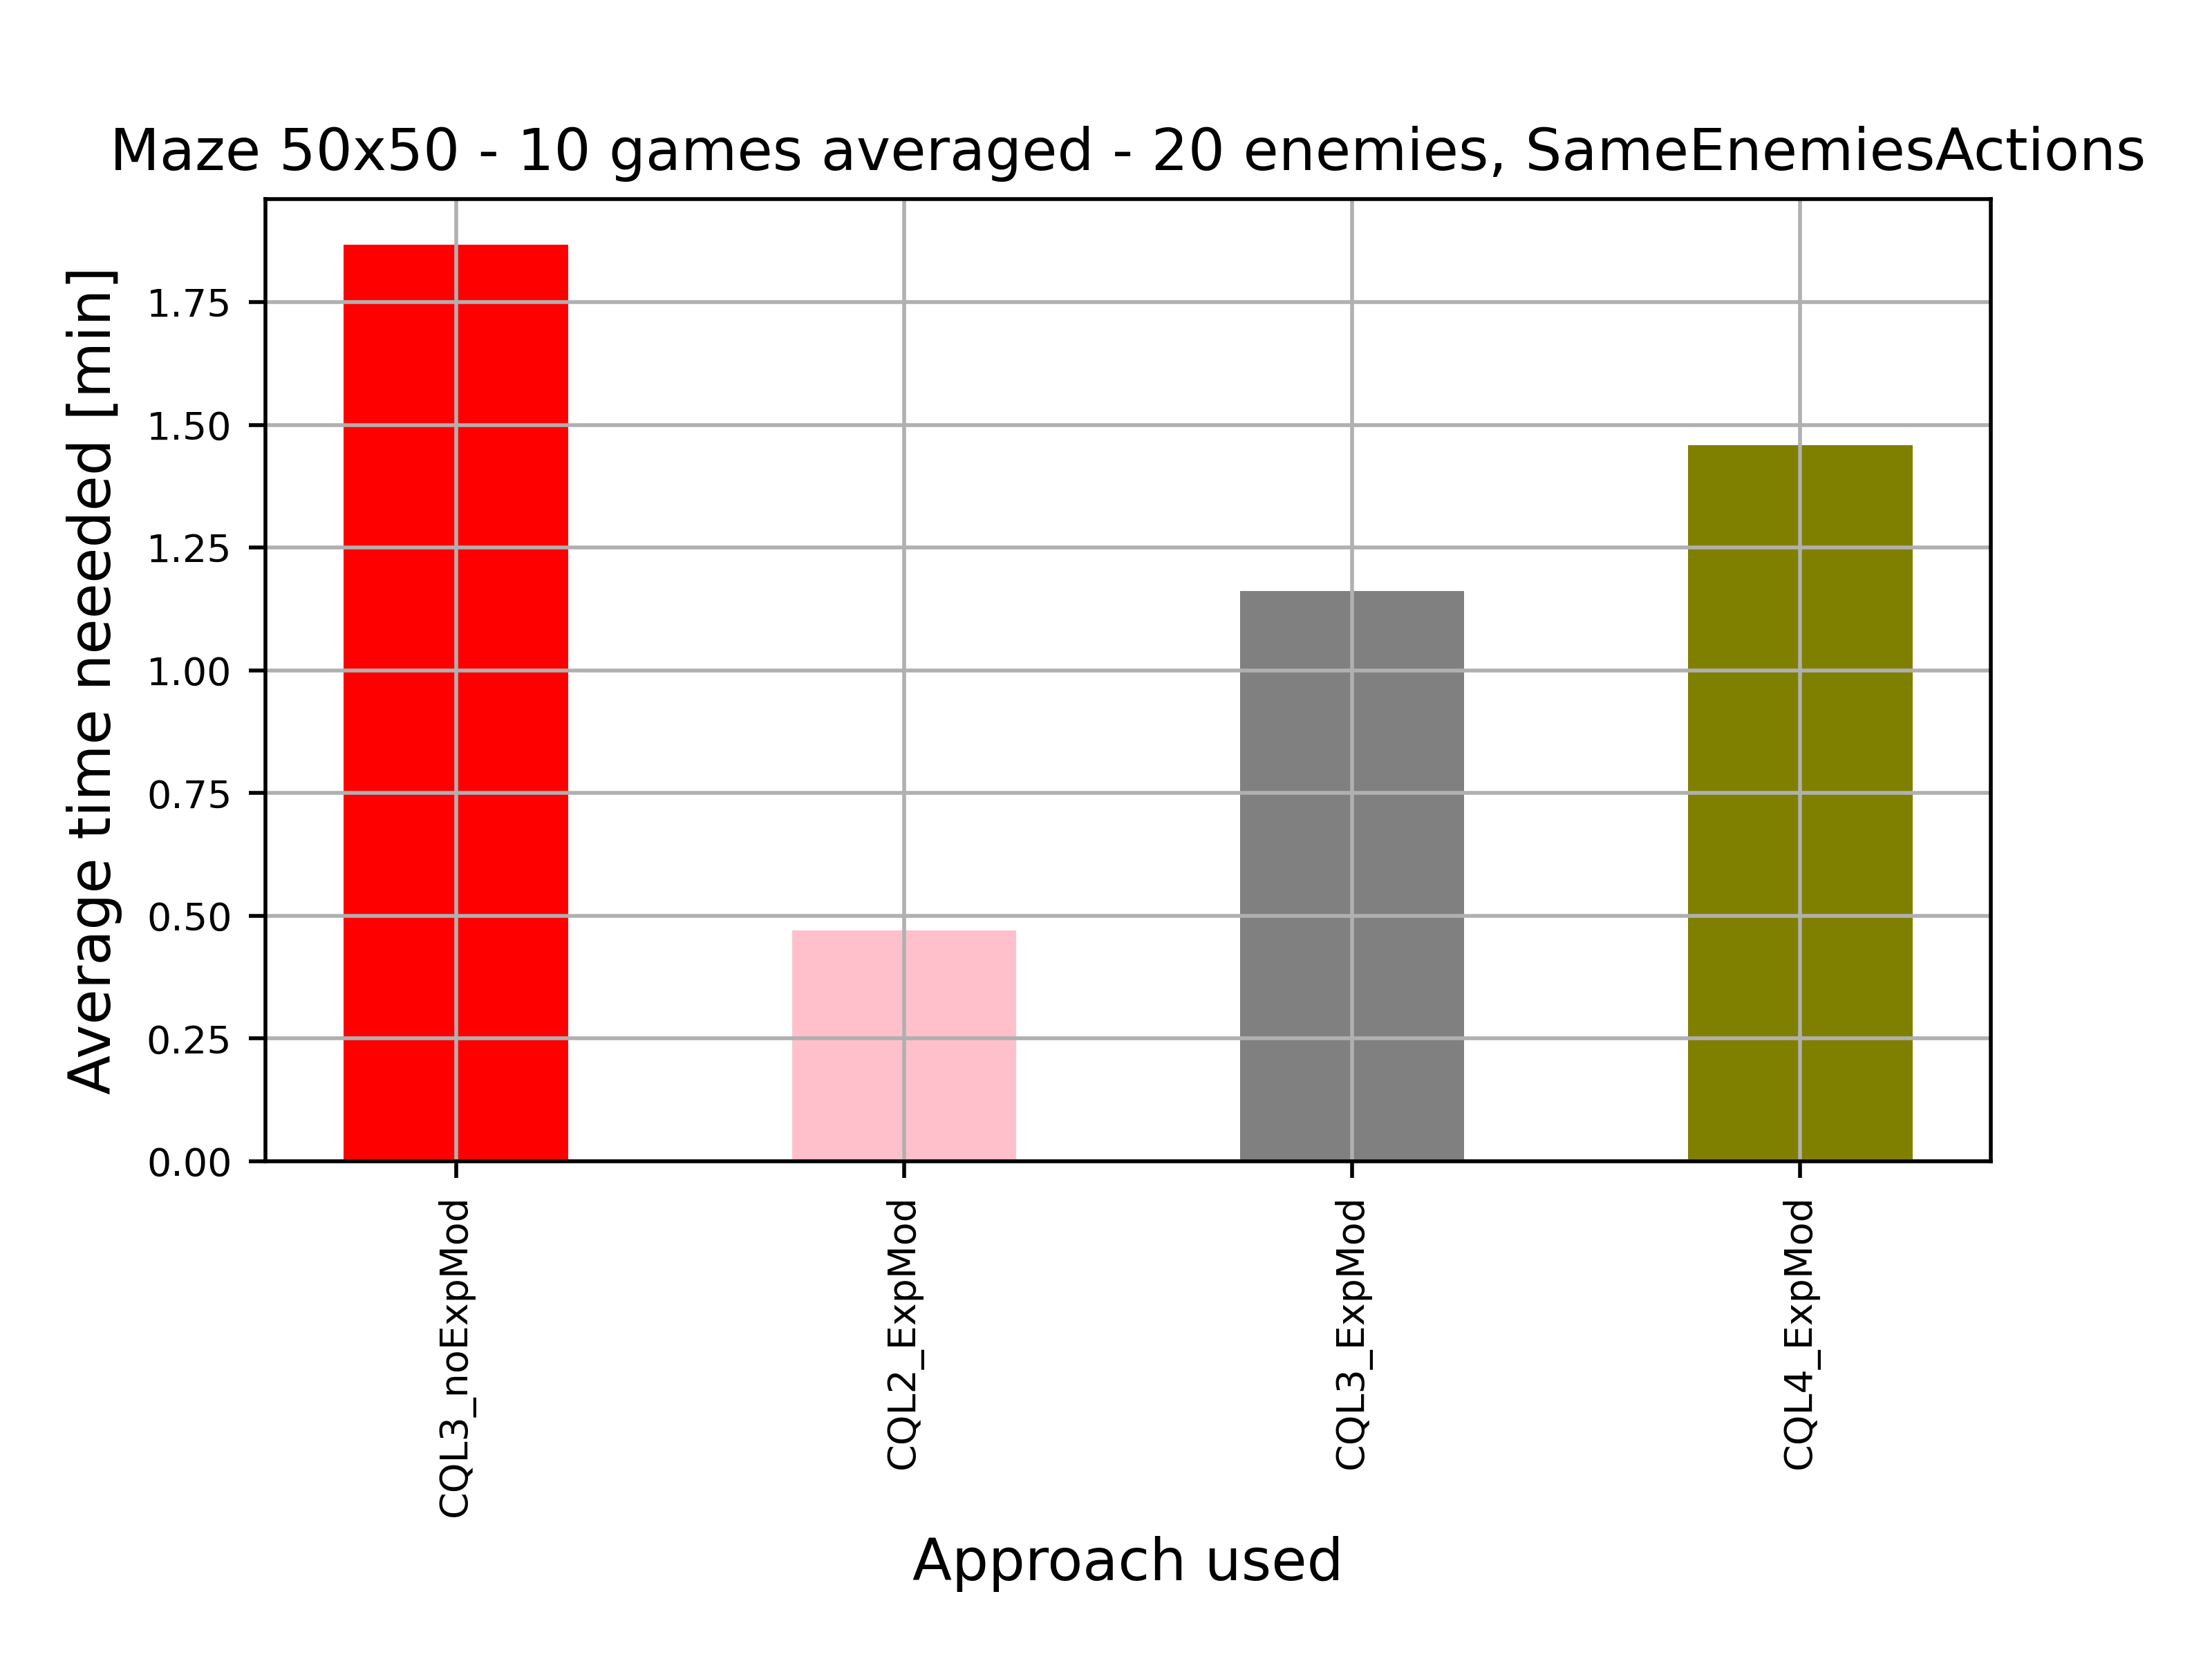 Maze 50x50 - 10 games averaged - 20 enemies, SameEnemiesActions
Average time needed [min]
1.75
1.50
1.25
1.00
0.75
0.50
0.25
0.00
CQL3_noExpMod
CQL2_ExpMod
CQL3_ExpMod
CQL4_ExpMod
Approach used